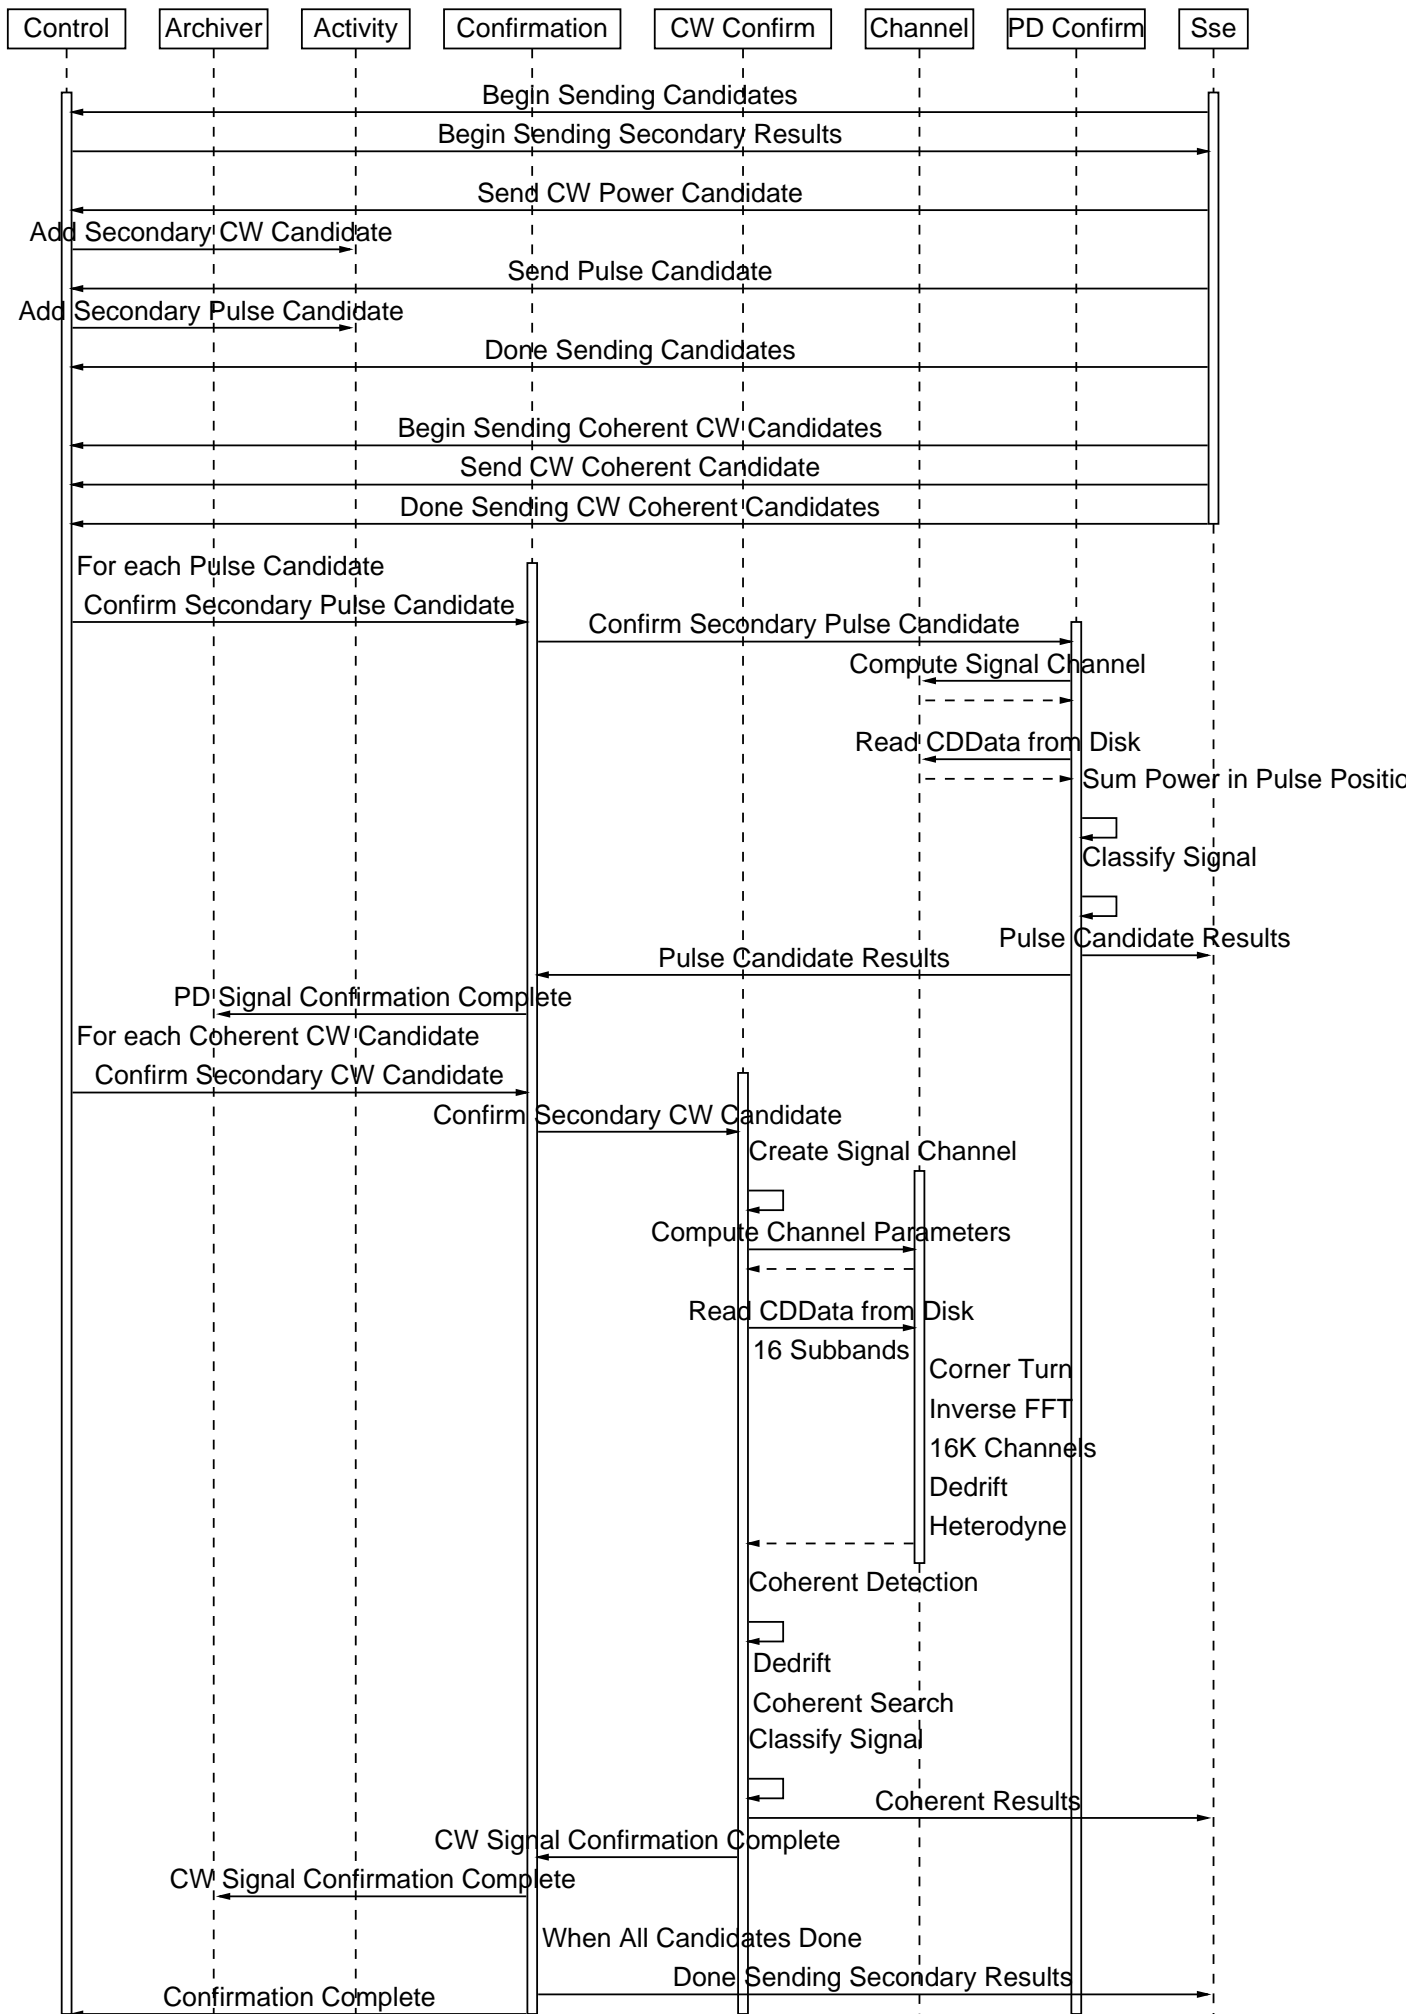 Control
Archiver
Activity
Confirmation
CW Confirm
Channel
PD Confirm
Sse
Begin Sending Candidates
Begin Sending Secondary Results
Send CW Power Candidate
Add Secondary CW Candidate
Send Pulse Candidate
Add Secondary Pulse Candidate
Done Sending Candidates
Begin Sending Coherent CW Candidates
Send CW Coherent Candidate
Done Sending CW Coherent Candidates
For each Pulse Candidate
Confirm Secondary Pulse Candidate
Confirm Secondary Pulse Candidate
Compute Signal Channel
Read CDData from Disk
Sum Power in Pulse Positio
Classify Signal
Pulse Candidate Results
Pulse Candidate Results
PD Signal Confirmation Complete
For each Coherent CW Candidate
Confirm Secondary CW Candidate
Confirm Secondary CW Candidate
Create Signal Channel
Compute Channel Parameters
Read CDData from Disk
16 Subbands
Corner Turn
Inverse FFT
16K Channels
Dedrift
Heterodyne
Coherent Detection
Dedrift
Coherent Search
Classify Signal
Coherent Results
CW Signal Confirmation Complete
CW Signal Confirmation Complete
When All Candidates Done
Done Sending Secondary Results
Confirmation Complete